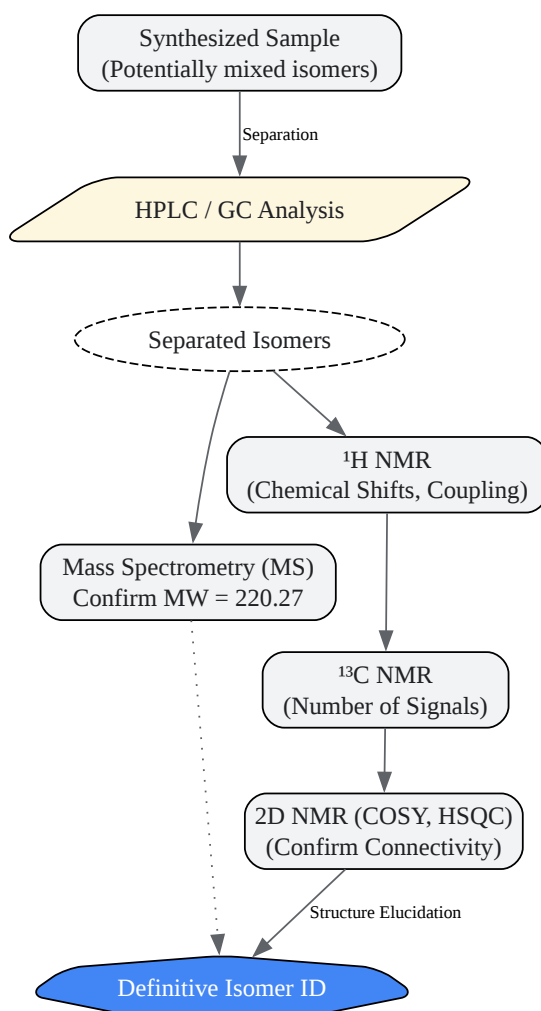 Synthesized Sample
(Potentially mixed isomers)
Separation
HPLC / GC Analysis
Separated Isomers
¹H NMR
(Chemical Shifts, Coupling)
Mass Spectrometry (MS)
Confirm MW = 220.27
¹³C NMR
(Number of Signals)
2D NMR (COSY, HSQC)
(Confirm Connectivity)
Structure Elucidation
Definitive Isomer ID